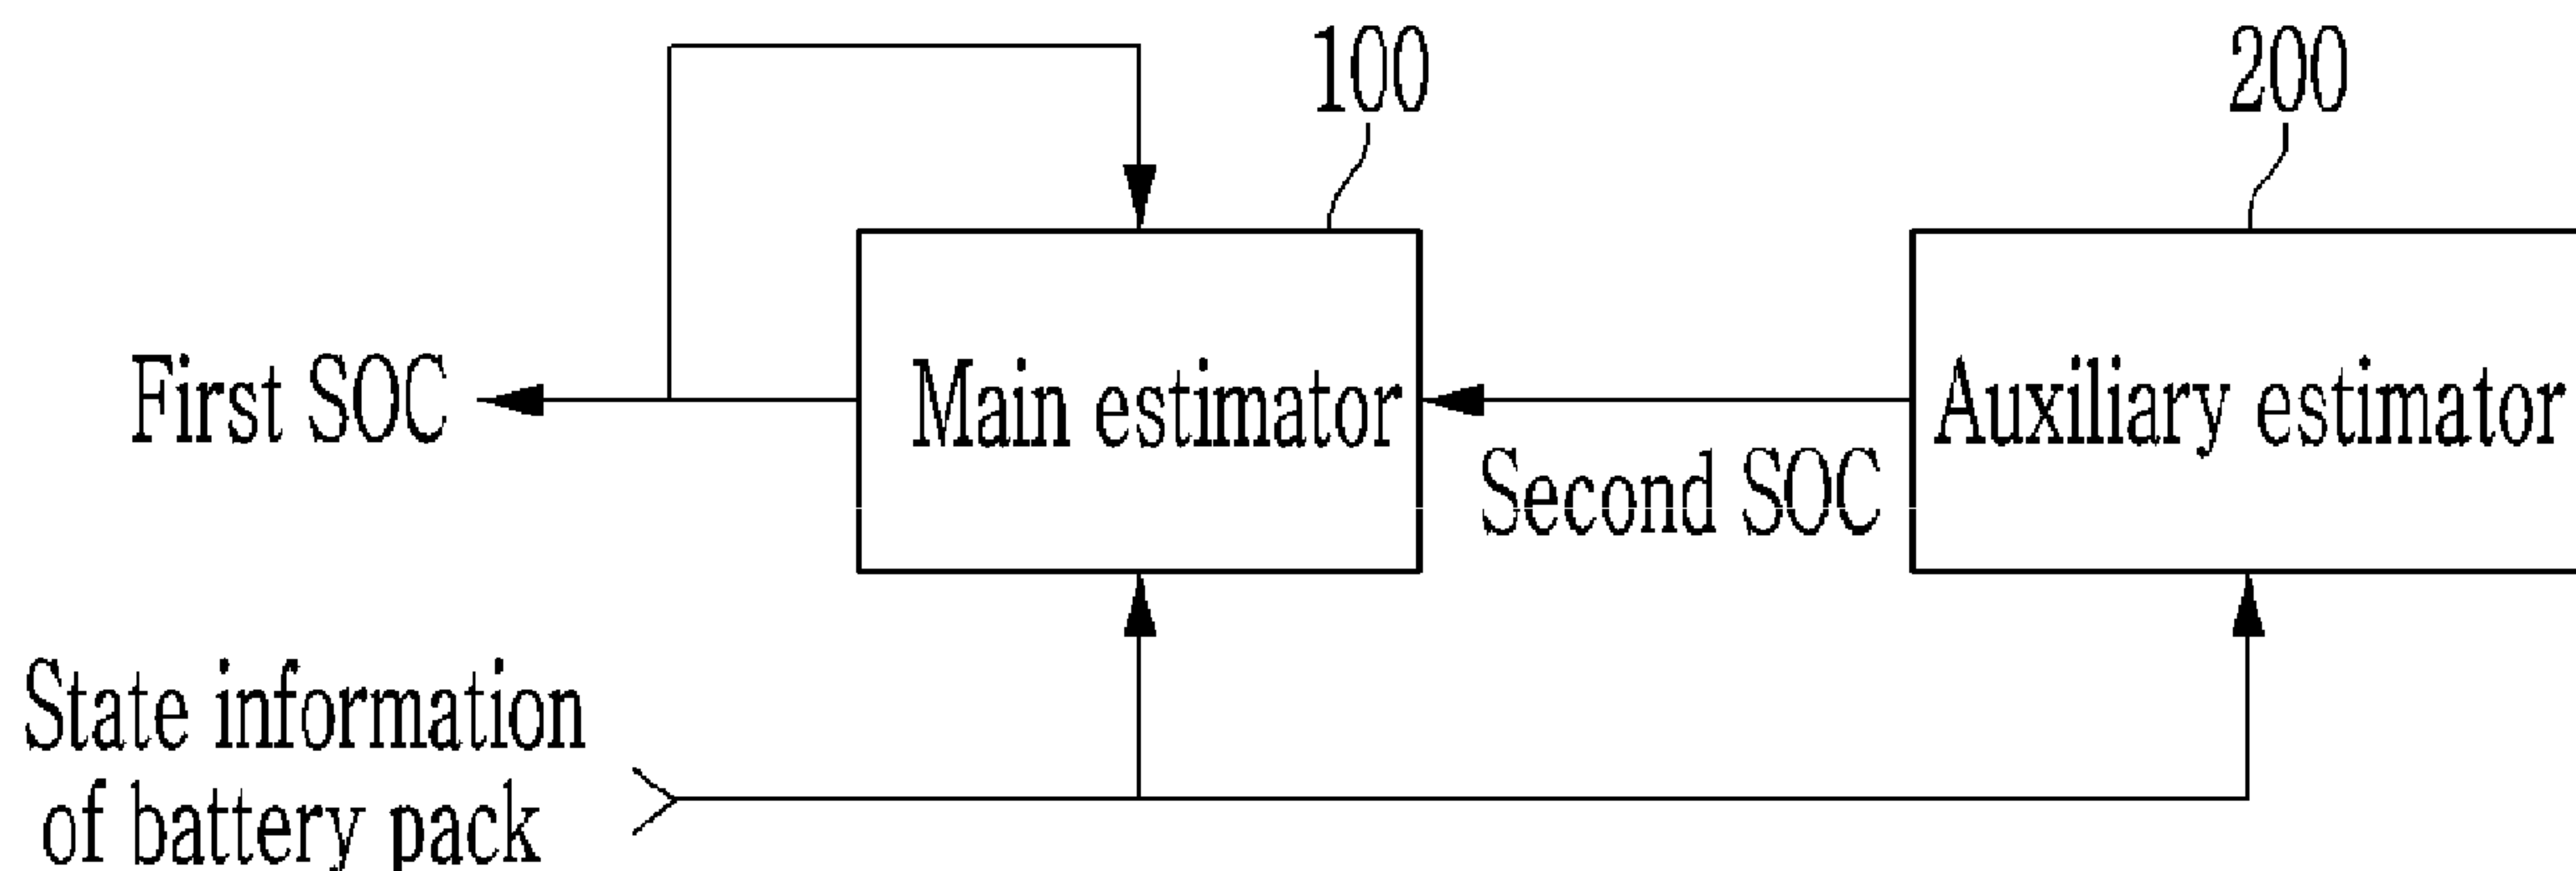 100
200
First SOC
Main estimator
Auxiliary estimator
Second SOC
State information
of battery pack